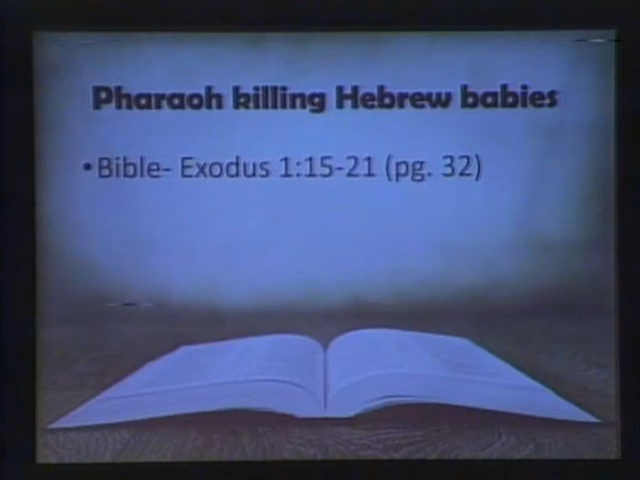 Pharaoh killing Hebrew babies
•Bible- Exodus 1:15-21 (pg. 32)